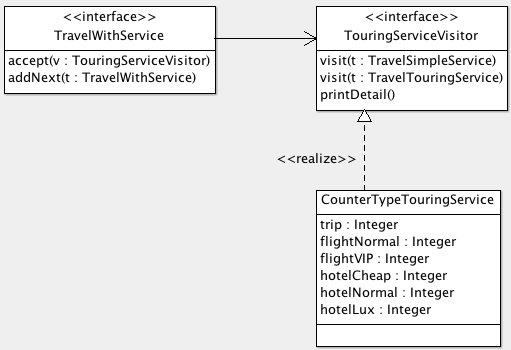 <<interface>>
TravelWithService
accept(v : TouringServiceVisitor)
addNext(t : TravelWithService)
<<interface>>
TouringServiceVisitor
visit(t : TravelSimpleService)
visit(t : TravelTouringService)
printDetail()
<<realize>>
CounterTypeTouringService
trip : Integer
flightNormal : Integer
flightVIP : Integer
hotelCheap : Integer
hotelNormal : Integer
hotelLux : Integer